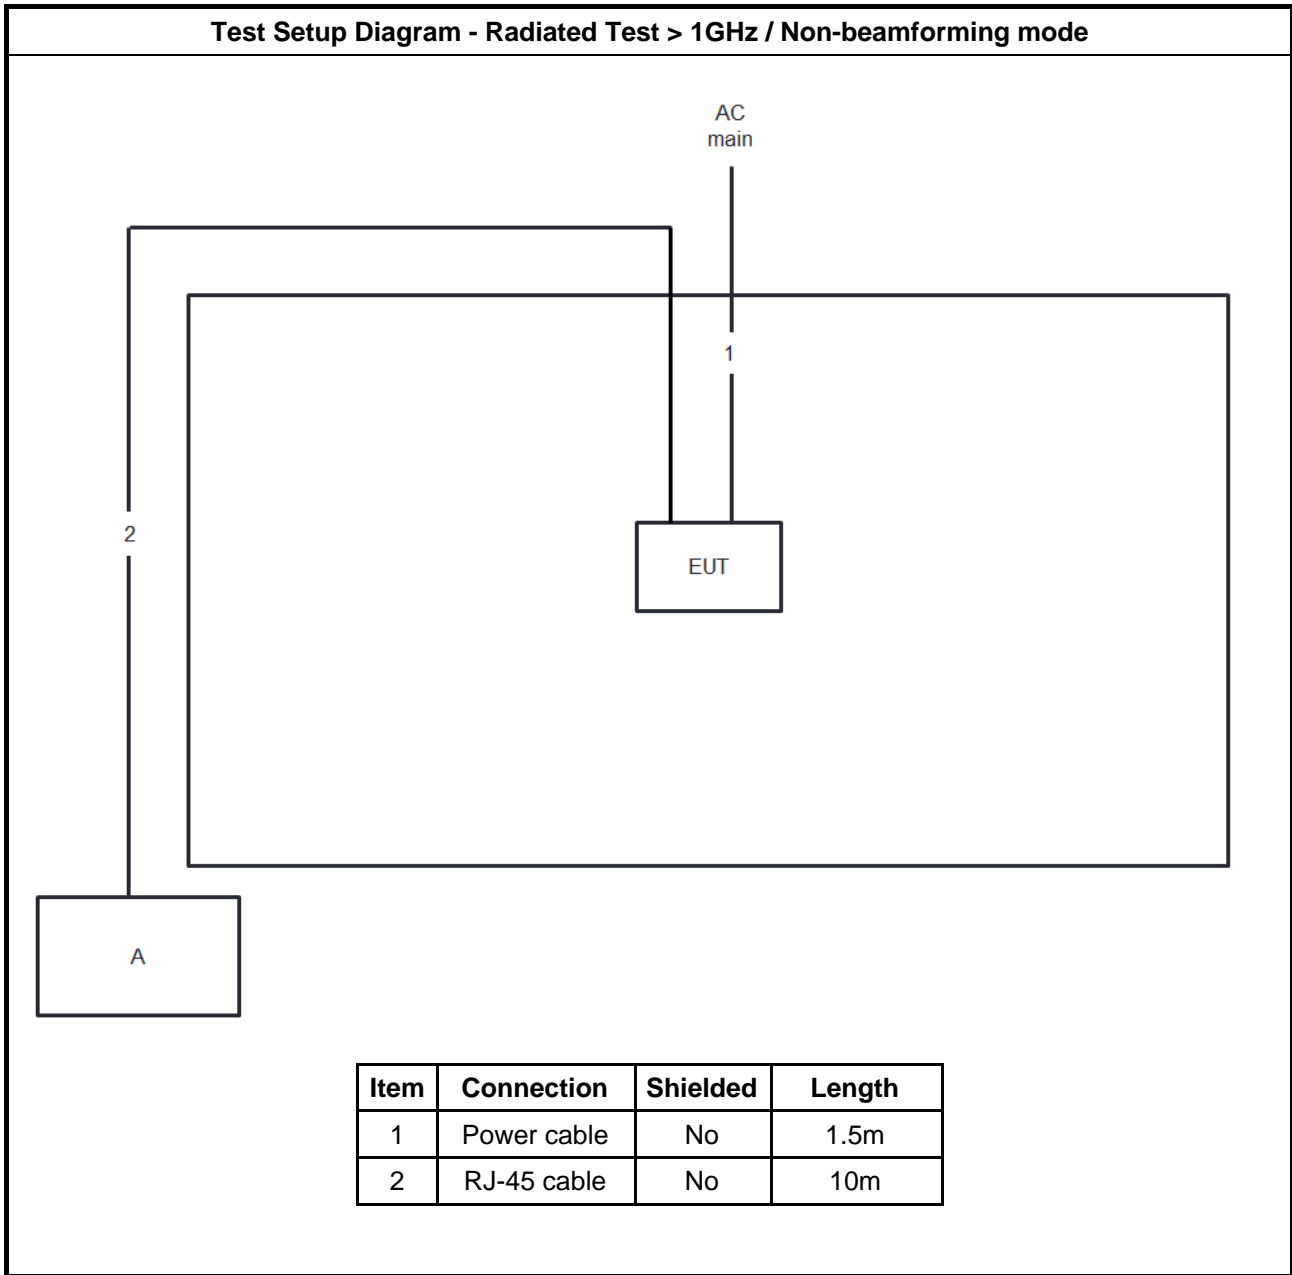 Test Setup Diagram - Radiated Test > 1GHz / Non-beamforming mode
AC
main
1
2
EUT
A
Item Connection Shielded Length
1 Power cable No 1.5m
2 RJ-45 cable No 10m